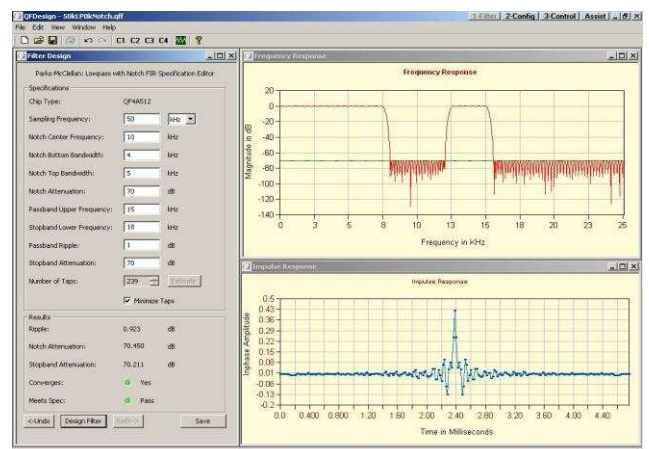 QFDesign - 50kLP0kNotch.qff
1-Filter 2-Config 3-Control Assist
File Edit View Window Help
C1 C2 C3 C4
Filter Design
Parks-McClellan: Lowpass with Notch FIR Specification Editor
Specifications
Chip Type: QF4A512
Sampling Frequency: 50 kHz
Notch Center Frequency: 10 kHz
Notch Bottom Bandwidth: 4 kHz
Notch Top Bandwidth: 5 kHz
Notch Attenuation: 70 dB
Passband Upper Frequency: 15 kHz
Stopband Lower Frequency: 18 kHz
Passband Ripple: 1 dB
Stopband Attenuation: 70 dB
Number of Taps: 239 Estimate
Minimize Taps
Results
Ripple: 0.923 dB
Notch Attenuation: 70.450 dB
Stopband Attenuation: 70.211 dB
Converges: Yes
Meets Spec: Pass
<-Undo Design Filter Redo-> Save
Frequency Response
Frequency Response
Magnitude in dB
20
0
-20
-40
-60
-80
-100
-120
-140
0 3 5 8 10 13 15 18 20 23 25
Frequency in KHz
Impulse Response
Impulse Response
Inphase Amplitude
0.5
0.43
0.36
0.29
0.22
0.15
0.08
0.01
-0.06
-0.13
-0.2
0.0 0.400 0.800 1.20 1.60 2.00 2.40 2.80 3.20 3.60 4.00 4.40
Time in Milliseconds